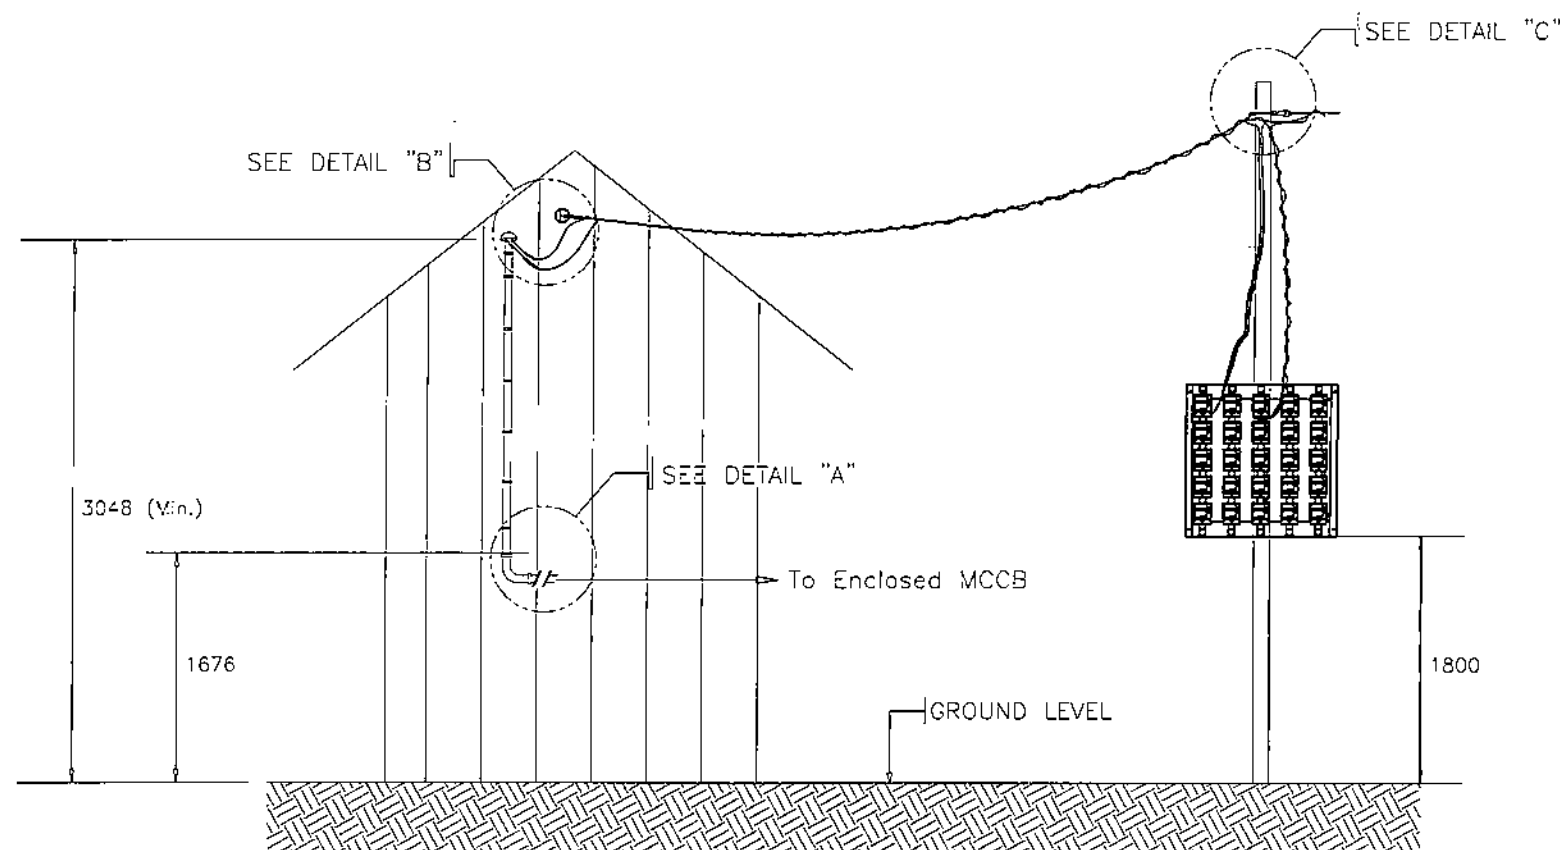 SEE DETAIL "C"
SEE DETAIL "B"
SEE DETAIL "A"
3048 (Min.)
To Enclosed MCCB
1676
1800
GROUND LEVEL